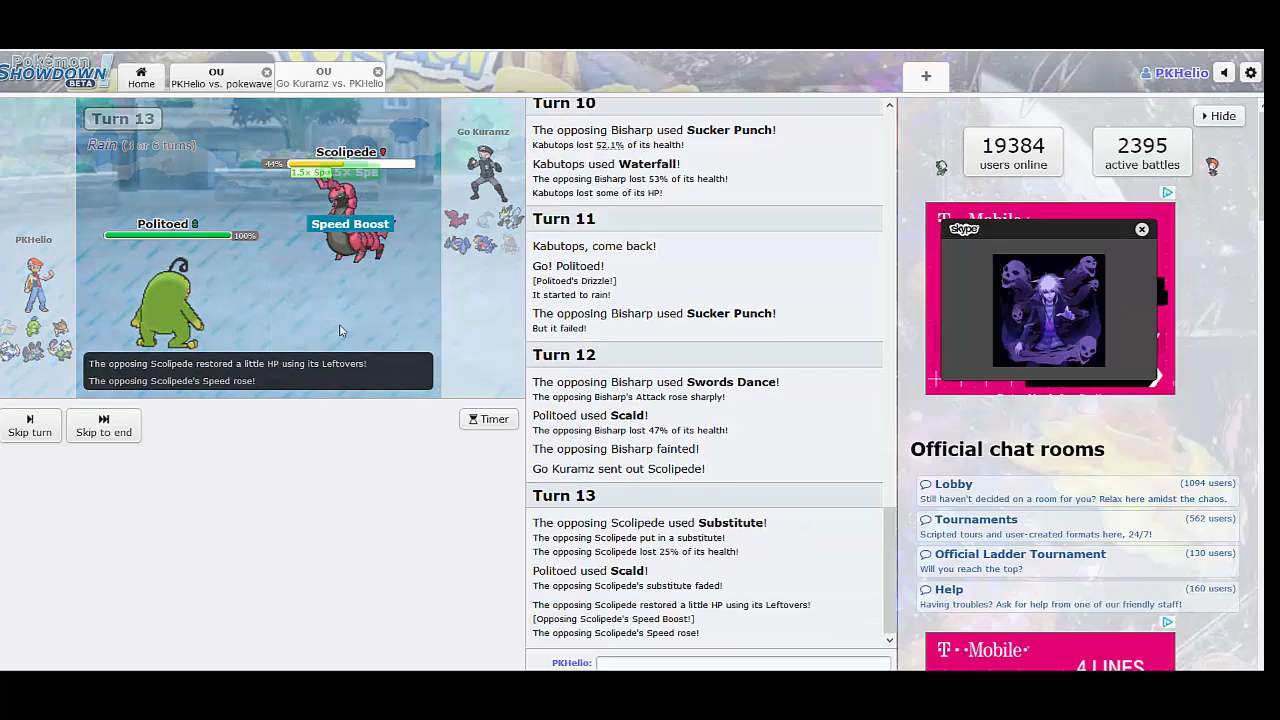 Pokémon
SHOWDOWN!
BETA
Home
OU
PKHelio vs. pokewave
OU
Go Kuramz vs. PKHelio
+
PKHelio
Turn 13
Scolipede
44%
Speed Boost
Politoed
100%
PKHelio
Go Kuramz
The opposing Scolipede restored a little HP using its Leftovers!
The opposing Scolipede's Speed rose!
Skip turn
Skip to end
Timer
Turn 10
The opposing Bisharp used Sucker Punch!
Kabutops lost 52.1% of its health!
Kabutops used Waterfall!
The opposing Bisharp lost 53% of its health!
Kabutops lost some of its HP!
Turn 11
Kabutops, come back!
Go! Politoed!
[Politoed's Drizzle!]
It started to rain!
The opposing Bisharp used Sucker Punch!
But it failed!
Turn 12
The opposing Bisharp used Swords Dance!
The opposing Bisharp's Attack rose sharply!
Politoed used Scald!
The opposing Bisharp lost 47% of its health!
The opposing Bisharp fainted!
Go Kuramz sent out Scolipede!
Turn 13
The opposing Scolipede used Substitute!
The opposing Scolipede put in a substitute!
The opposing Scolipede lost 25% of its health!
Politoed used Scald!
The opposing Scolipede's substitute faded!
The opposing Scolipede restored a little HP using its Leftovers!
[Opposing Scolipede's Speed Boost!]
The opposing Scolipede's Speed rose!
PKHelio:
Hide
19384
users online
2395
active battles
skype
Official chat rooms
Lobby (1094 users)
Still haven't decided on a room for you? Relax here amidst the chaos.
Tournaments (562 users)
Scripted tours and user-created formats here, 24/7!
Official Ladder Tournament (130 users)
Will you reach the top?
Help (160 users)
Having troubles? Ask for help from one of our friendly staff!
T··Mobile·
4 LINES